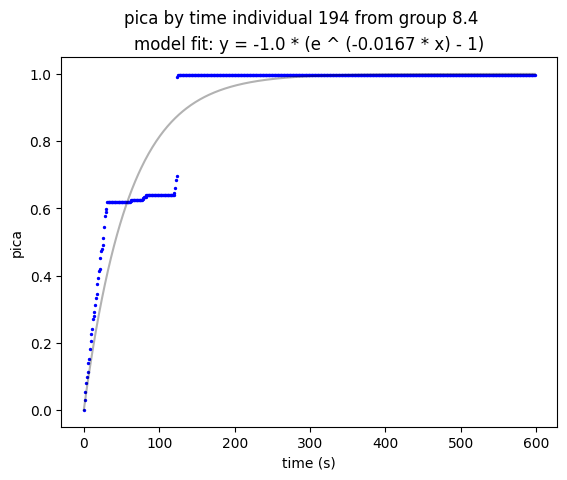 pica by time individual 194 from group 8.4
model fit: y = -1.0 * (e ^ (-0.0167 * x) - 1)
1.0
0.8
0.6
0.4
0.2
0.0
pica
0 100 200 300 400 500 600
time (s)